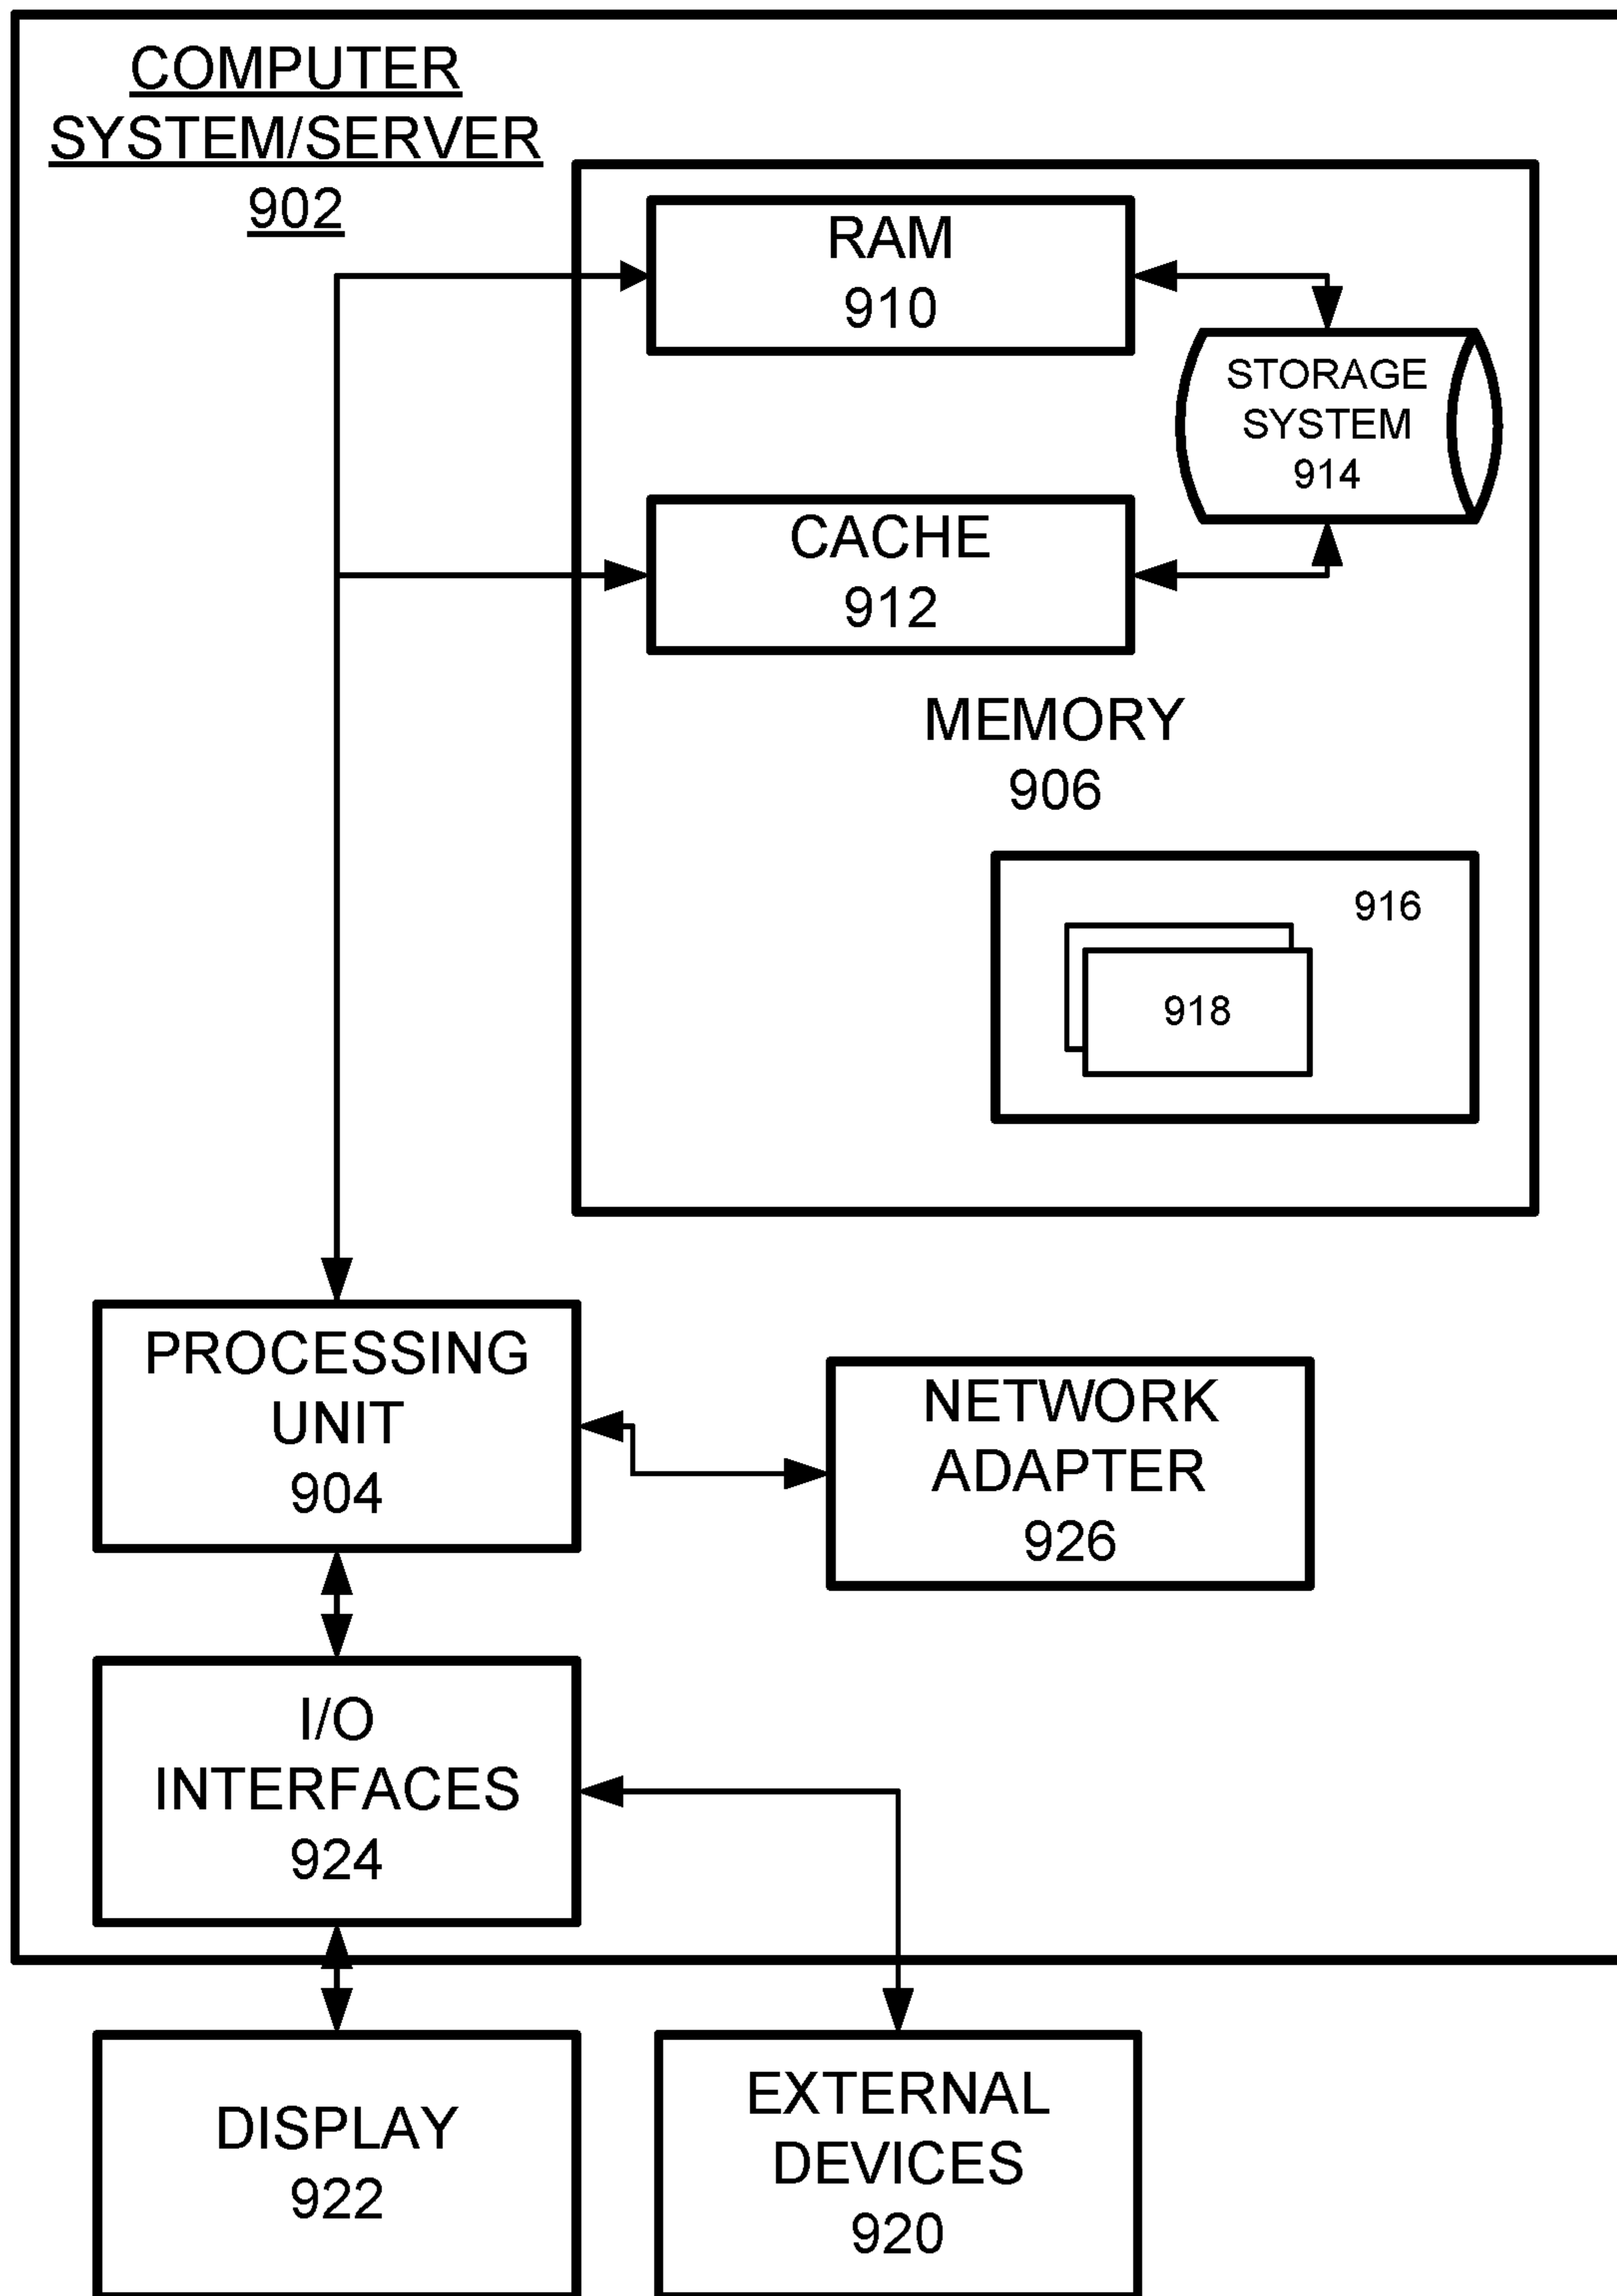 COMPUTER
SYSTEM/SERVER
902
RAM
910
STORAGE
SYSTEM
914
CACHE
912
MEMORY
906
916
918
PROCESSING
UNIT
904
NETWORK
ADAPTER
926
I/O
INTERFACES
924
DISPLAY
922
EXTERNAL
DEVICES
920